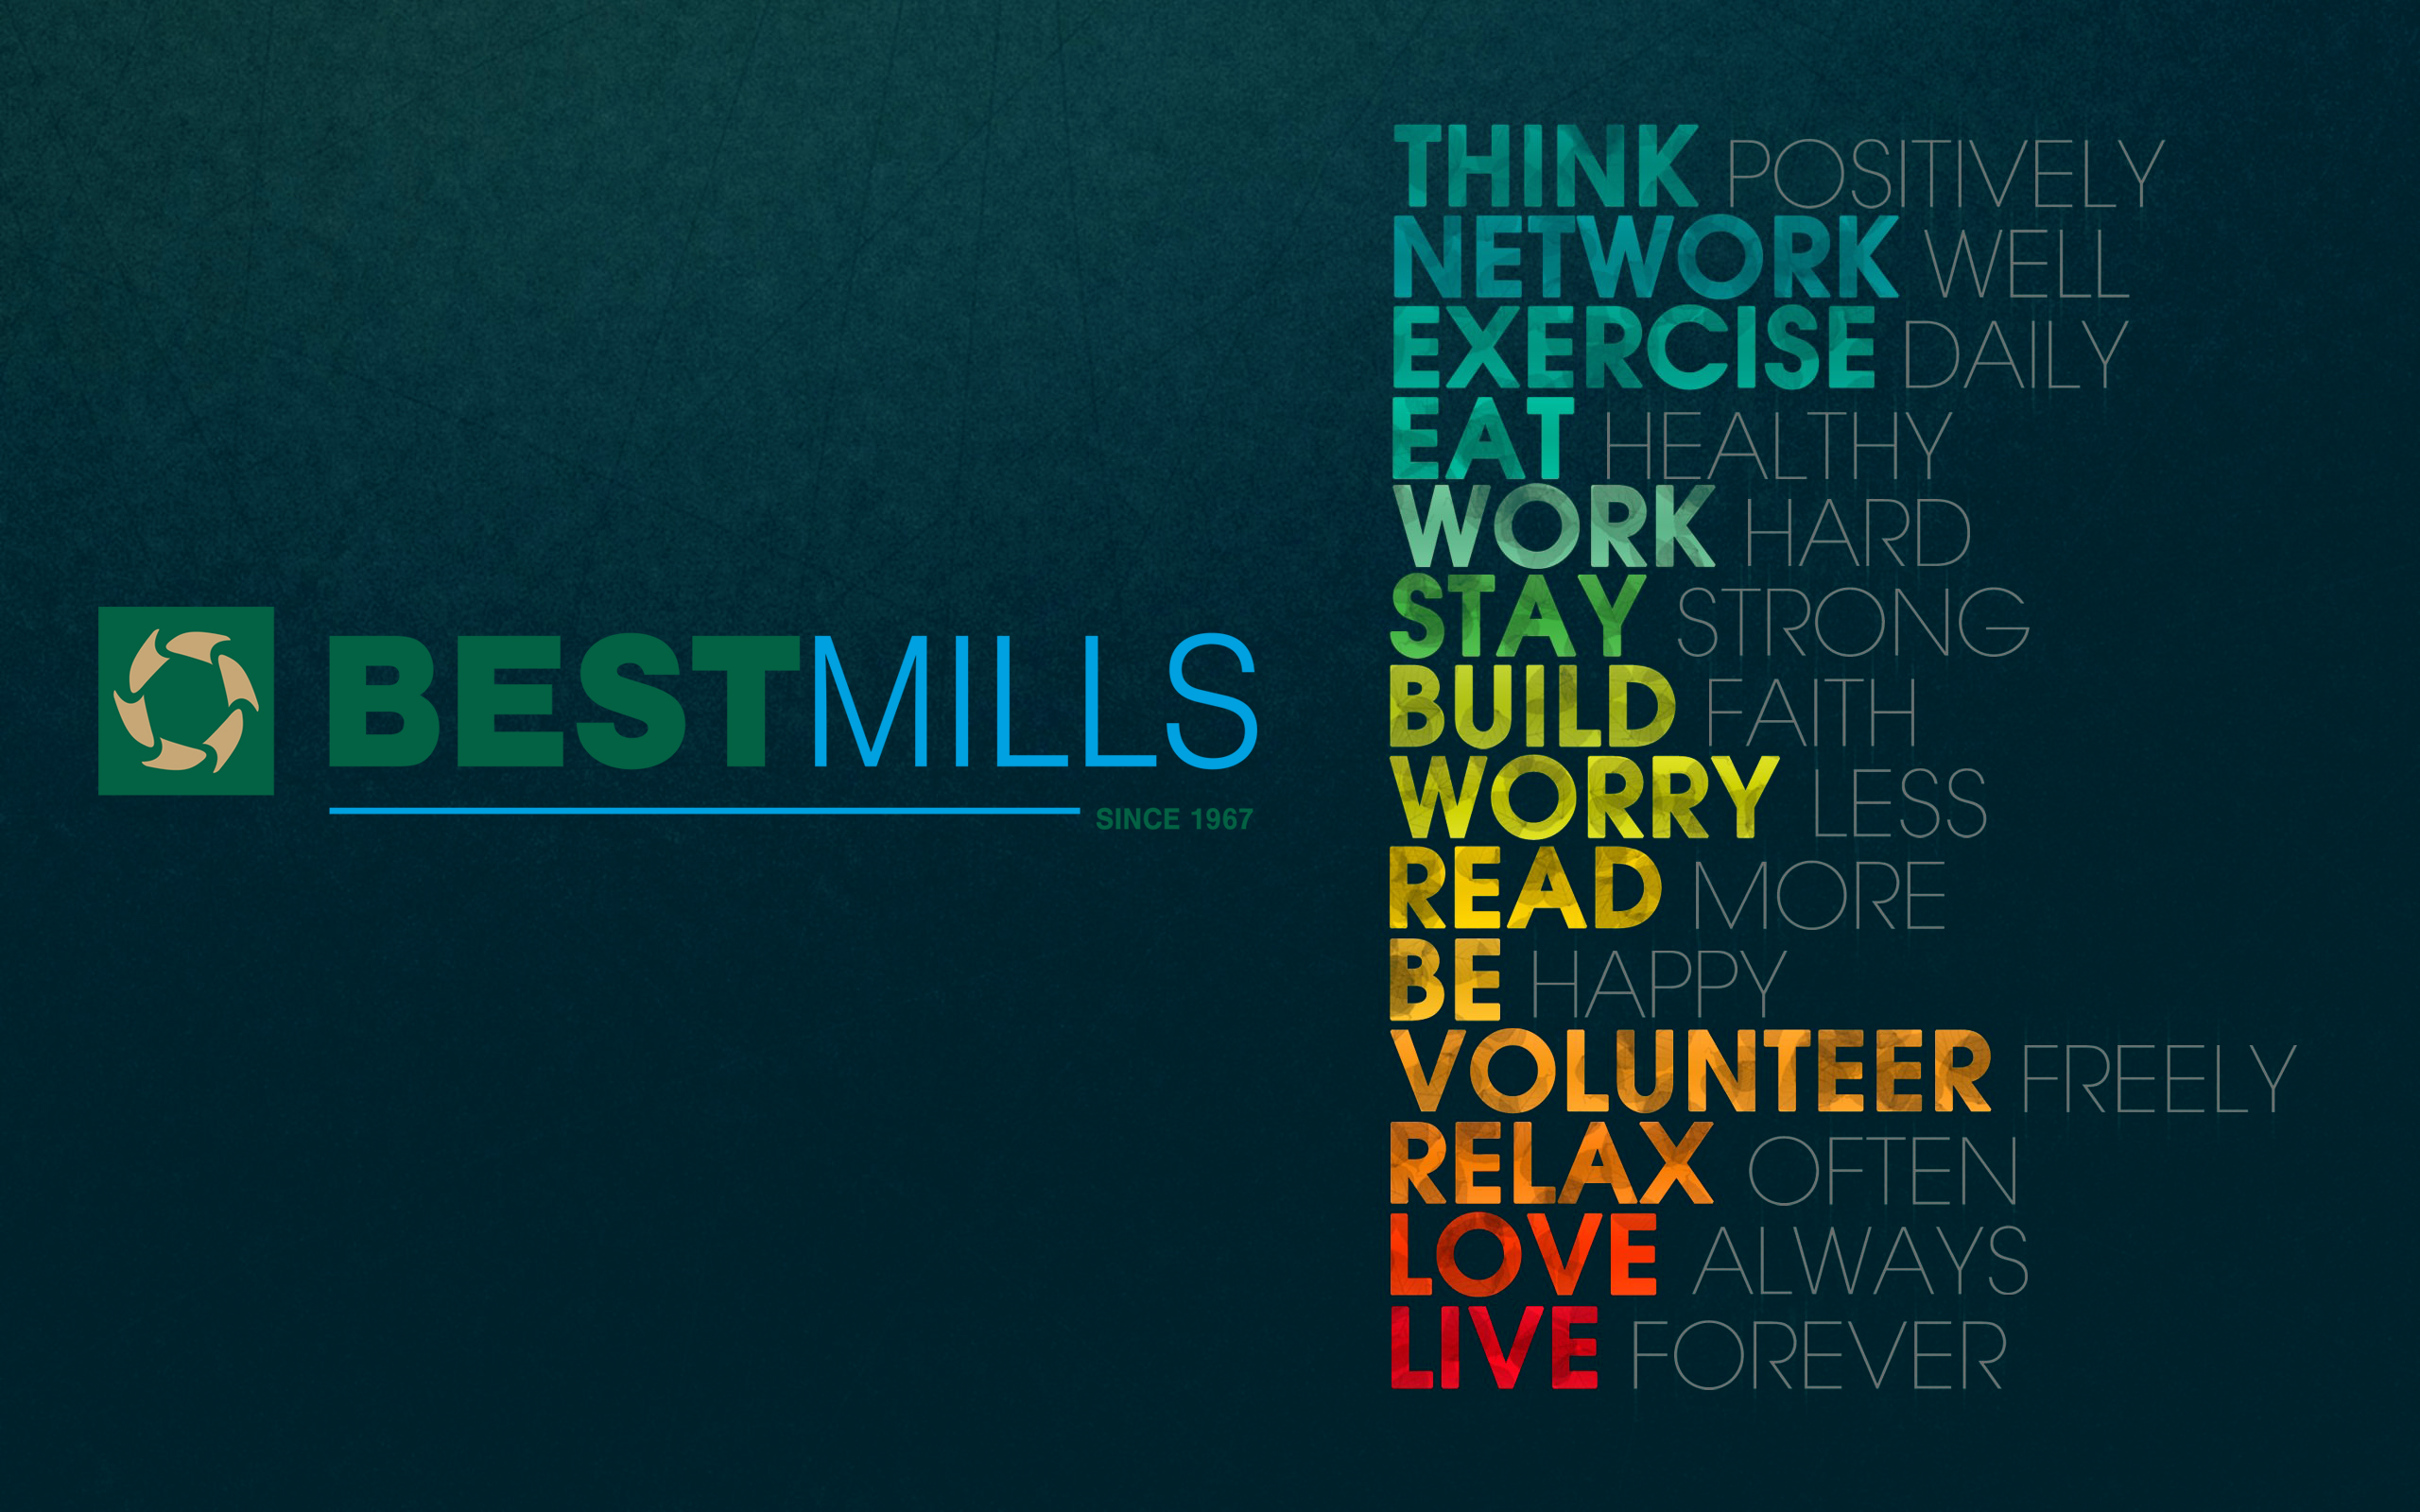 BESTMILLS
SINCE 1967
THINK POSITIVELY
NETWORK WELL
EXERCISE DAILY
EAT HEALTHY
WORK HARD
STAY STRONG
BUILD FAITH
WORRY LESS
READ MORE
BE HAPPY
VOLUNTEER FREELY
RELAX OFTEN
LOVE ALWAYS
LIVE FOREVER